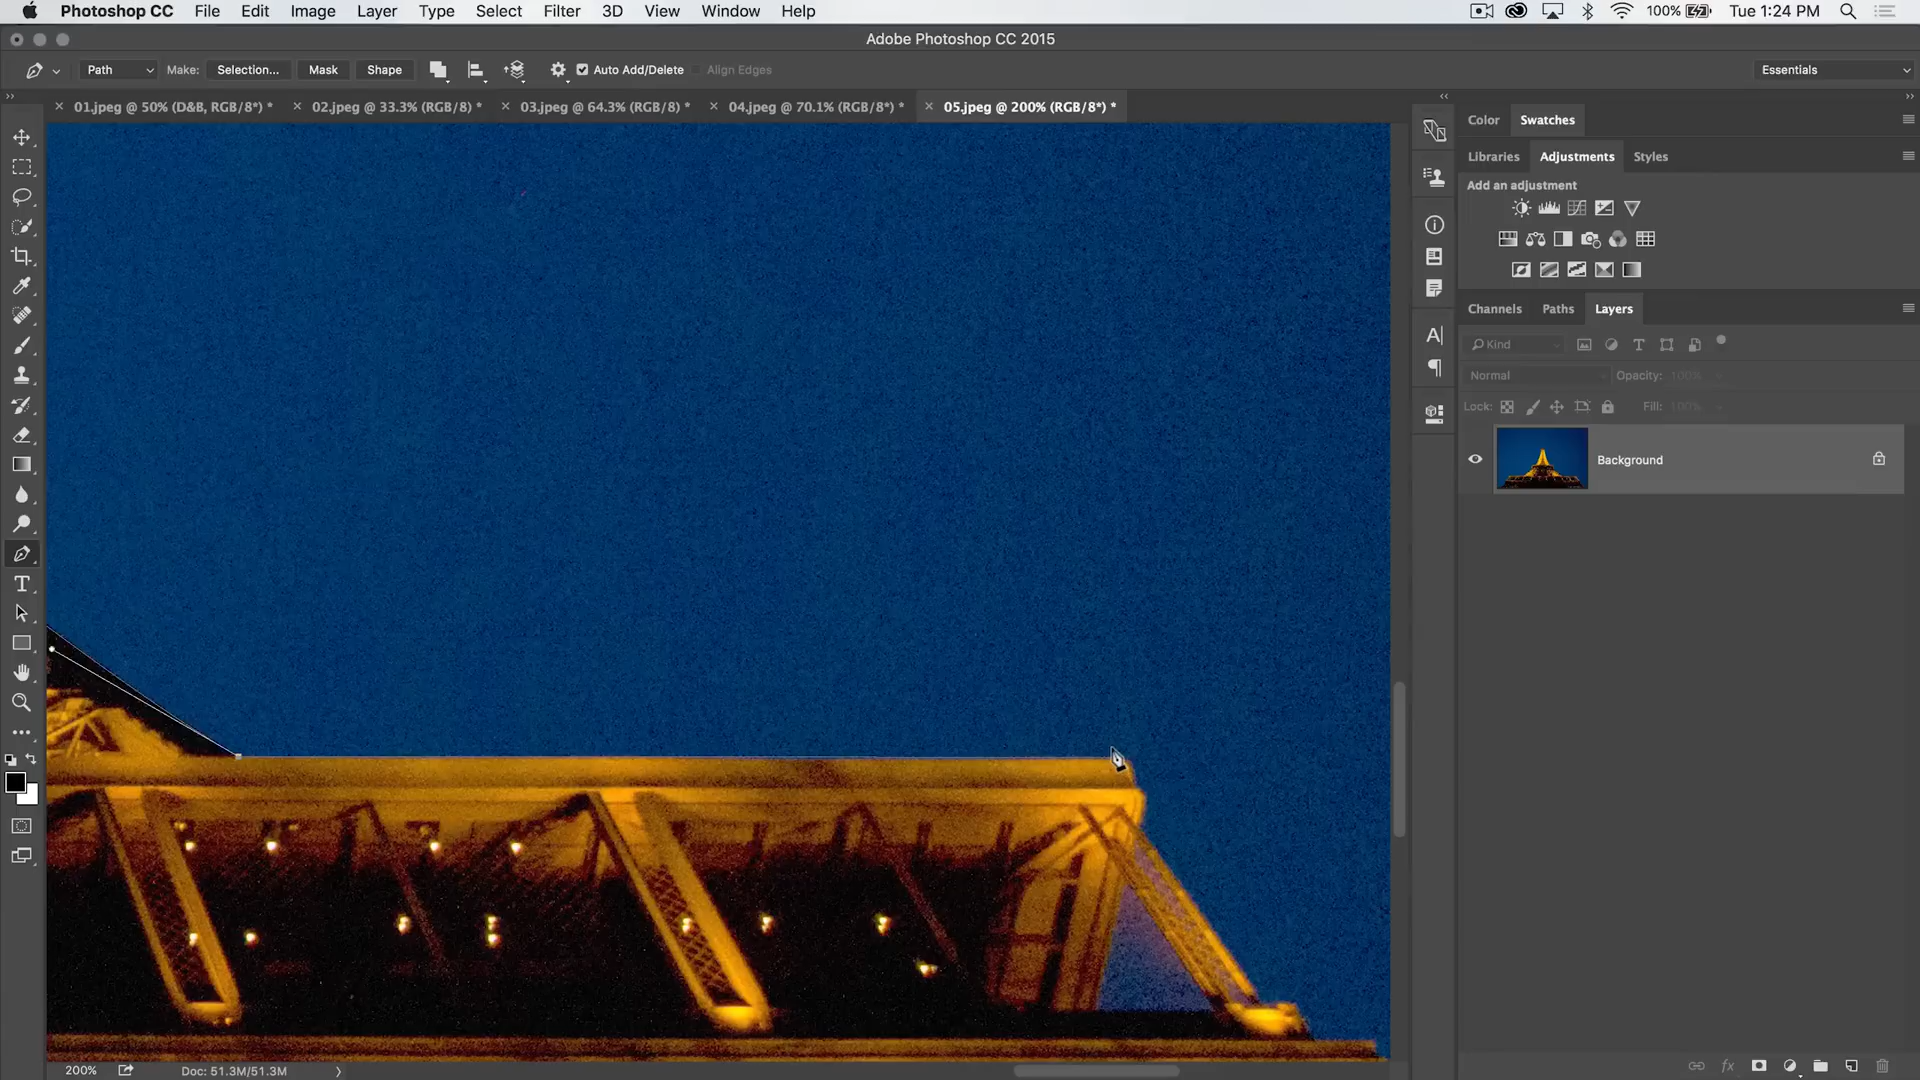 Photoshop CC File Edit Image Layer Type Select Filter 3D View Window Help 100% Tue 1:24 PM
Adobe Photoshop CC 2015
Path Make: Selection... Mask Shape Auto Add/Delete Align Edges Essentials
01.jpeg @ 50% (D&B, RGB/8*) * 02.jpeg @ 33.3% (RGB/8) * 03.jpeg @ 64.3% (RGB/8) * 04.jpeg @ 70.1% (RGB/8*) * 05.jpeg @ 200% (RGB/8*) *
Color Swatches
Libraries Adjustments Styles
Add an adjustment
Channels Paths Layers
Kind
Normal Opacity: 100%
Lock: Fill: 100%
Background
200% Doc: 51.3M/51.3M